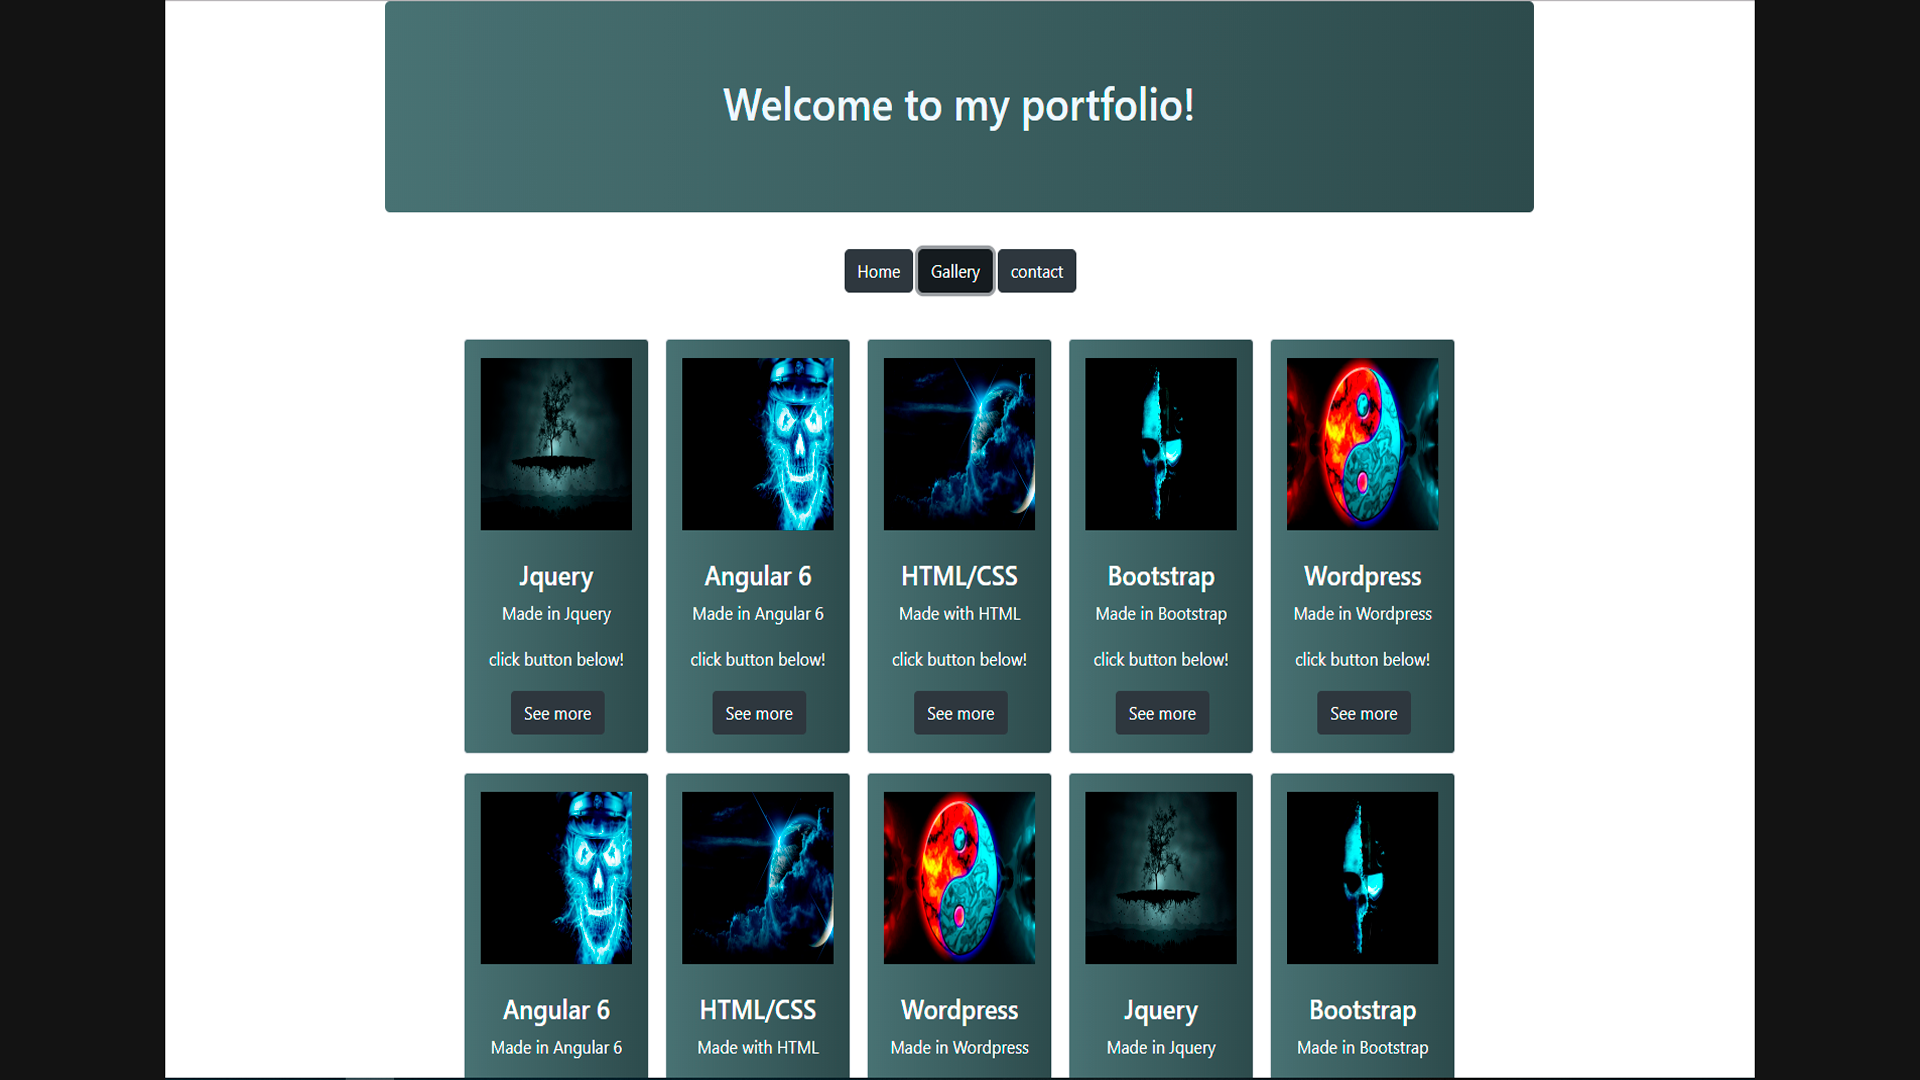 Welcome to my portfolio!
Home Gallery contact
Jquery Angular 6 HTML/CSS Bootstrap Wordpress
Made in Jquery Made in Angular 6 Made with HTML Made in Bootstrap Made in Wordpress
click button below! click button below! click button below! click button below! click button below!
See more See more See more See more See more
Angular 6 HTML/CSS Wordpress Jquery Bootstrap
Made in Angular 6 Made with HTML Made in Wordpress Made in Jquery Made in Bootstrap